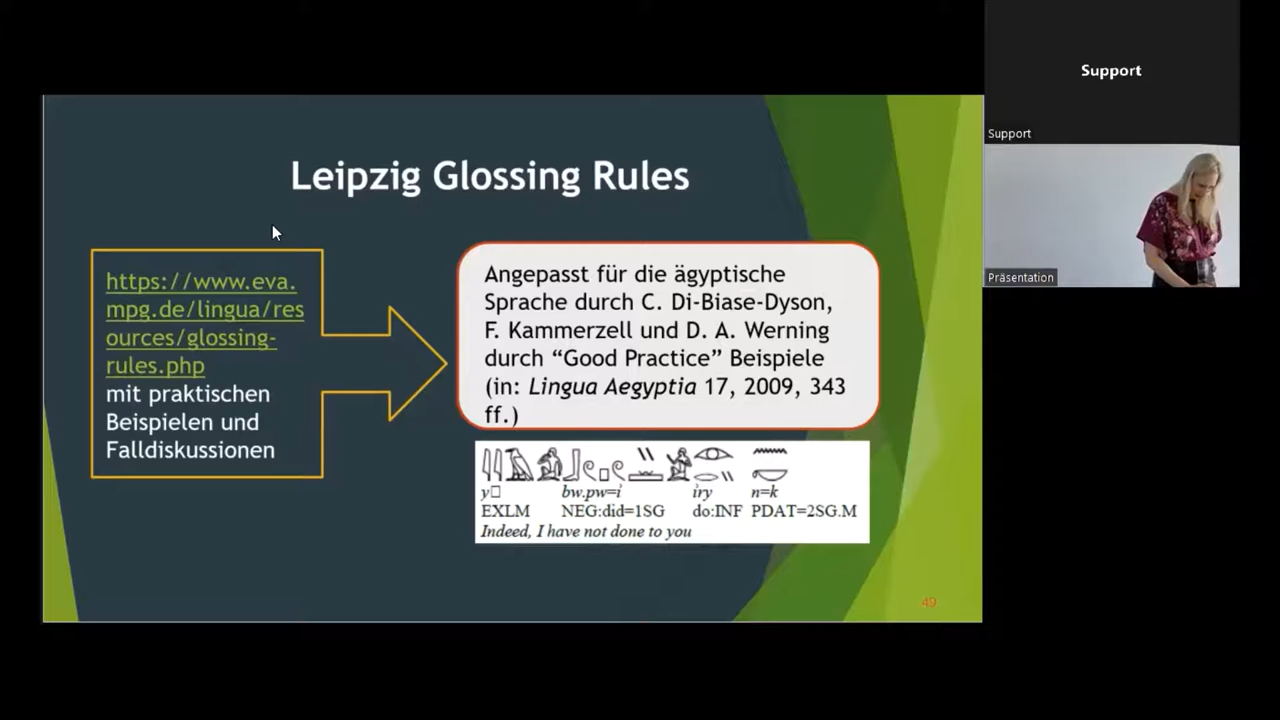 Support
Support
Präsentation
Leipzig Glossing Rules
https://www.eva.
mpg.de/lingua/res
ources/glossing-
rules.php
mit praktischen
Beispielen und
Falldiskussionen
Angepasst für die ägyptische
Sprache durch C. Di-Biase-Dyson,
F. Kammerzell und D. A. Werning
durch “Good Practice” Beispiele
(in: Lingua Aegyptia 17, 2009, 343
ff.)
y□ bw.pw=i҆ i҆ry n=k
EXLM NEG:did=1SG do:INF PDAT=2SG.M
Indeed, I have not done to you
49